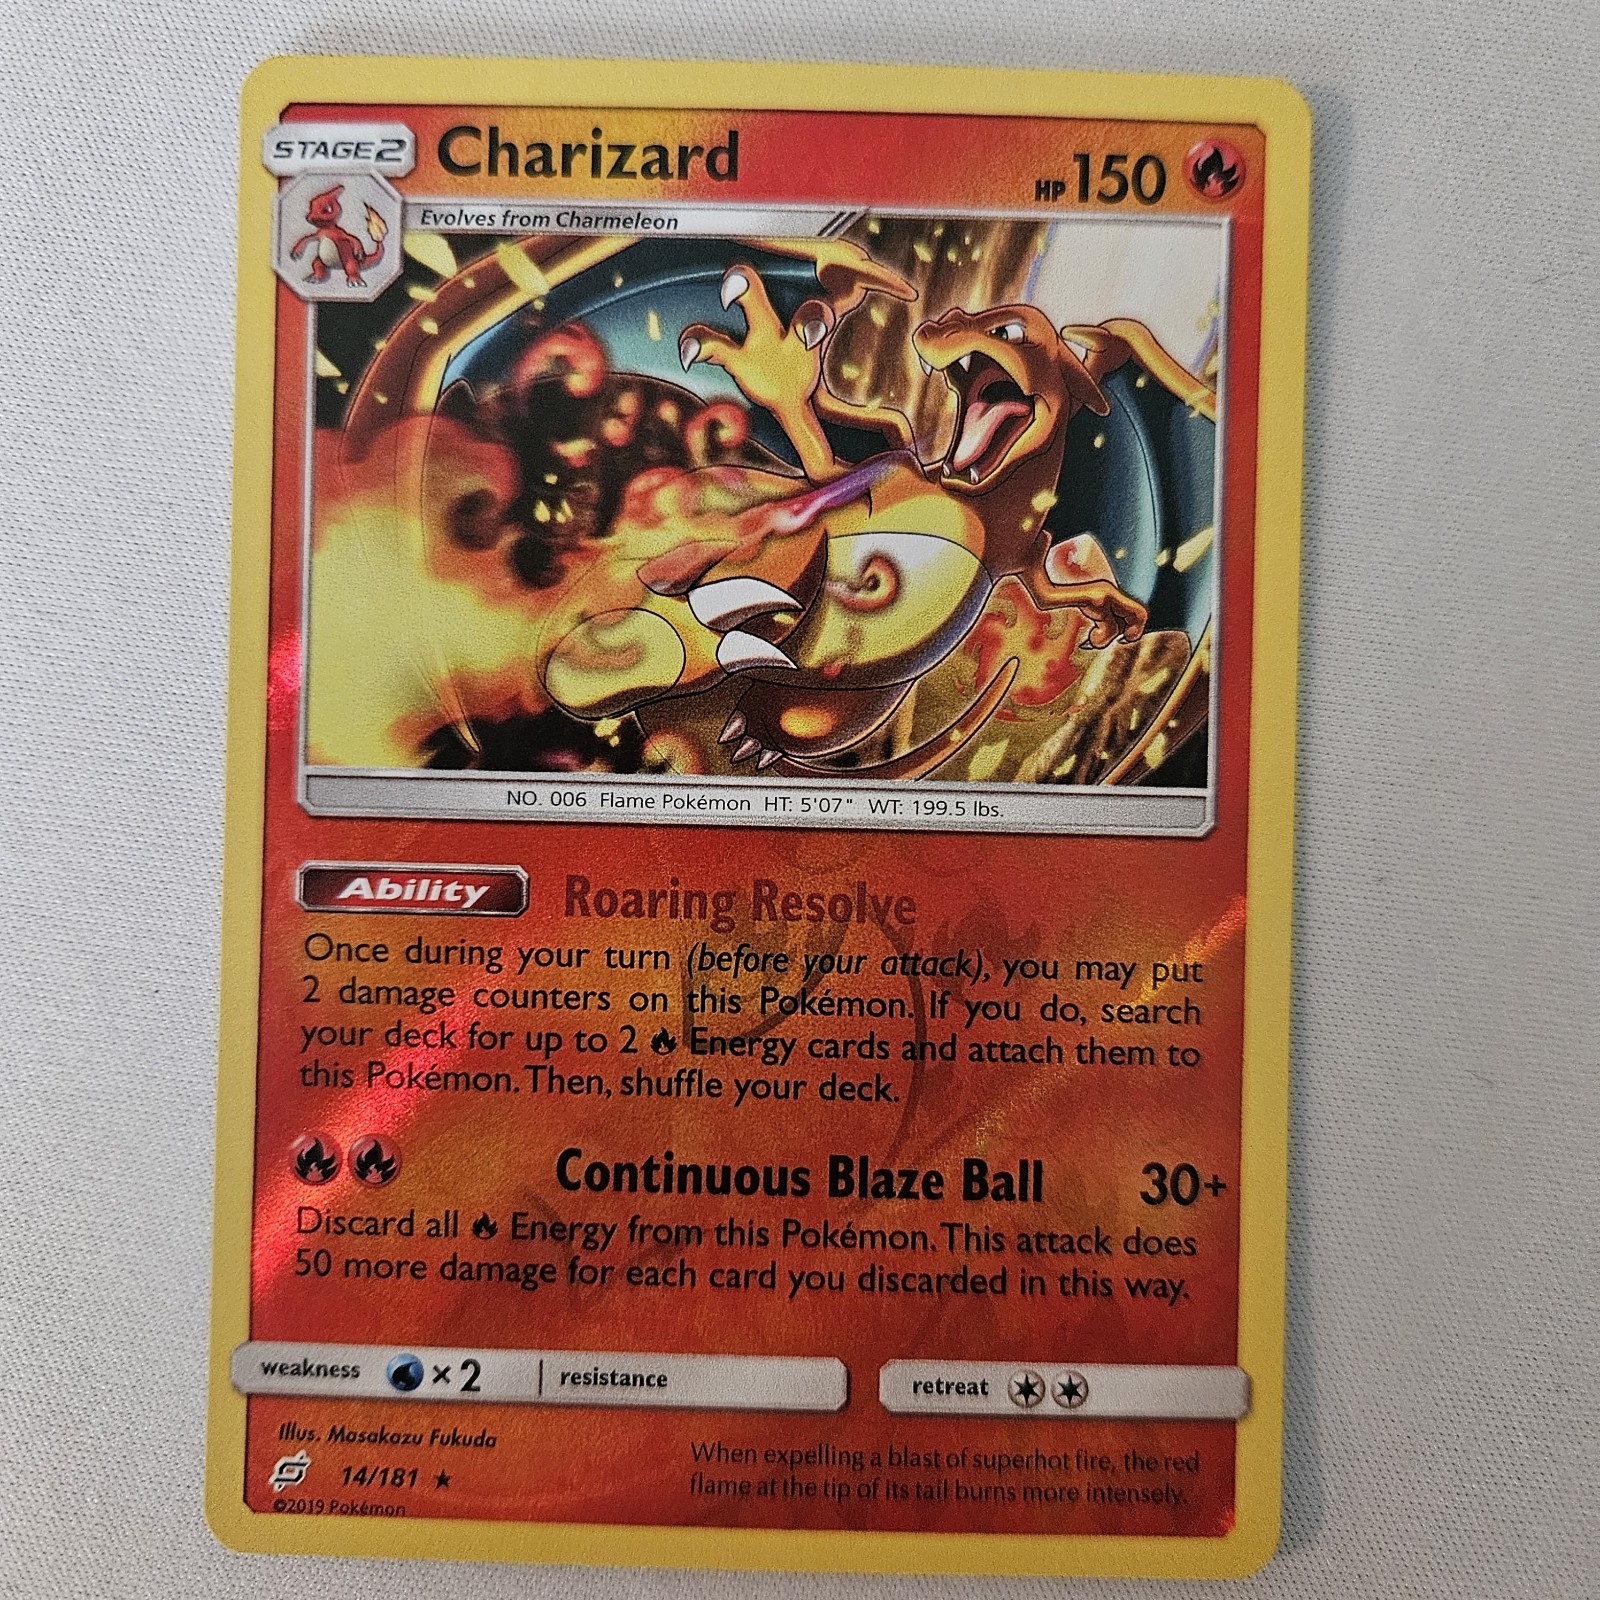 STAGE2 Charizard HP 150
Evolves from Charmeleon
NO. 006 Flame Pokémon HT: 5'07" WT: 199.5 lbs.
Ability Roaring Resolve
Once during your turn (before your attack), you may put
2 damage counters on this Pokémon. If you do, search
your deck for up to 2 Energy cards and attach them to
this Pokémon. Then, shuffle your deck.
Continuous Blaze Ball 30+
Discard all Energy from this Pokémon. This attack does
50 more damage for each card you discarded in this way.
weakness ×2 resistance retreat
Illus. Masakazu Fukuda
14/181 ★
©2019 Pokémon
When expelling a blast of superhot fire, the red
flame at the tip of its tail burns more intensely.